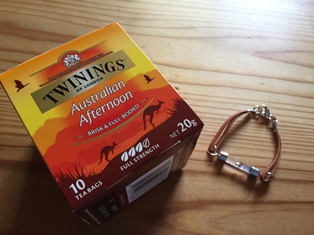 TWININGS
OF LONDON
Australian
Afternoon
BRISK & FULL-BODIED
FULL STRENGTH
10
TEA BAGS
NET 20g